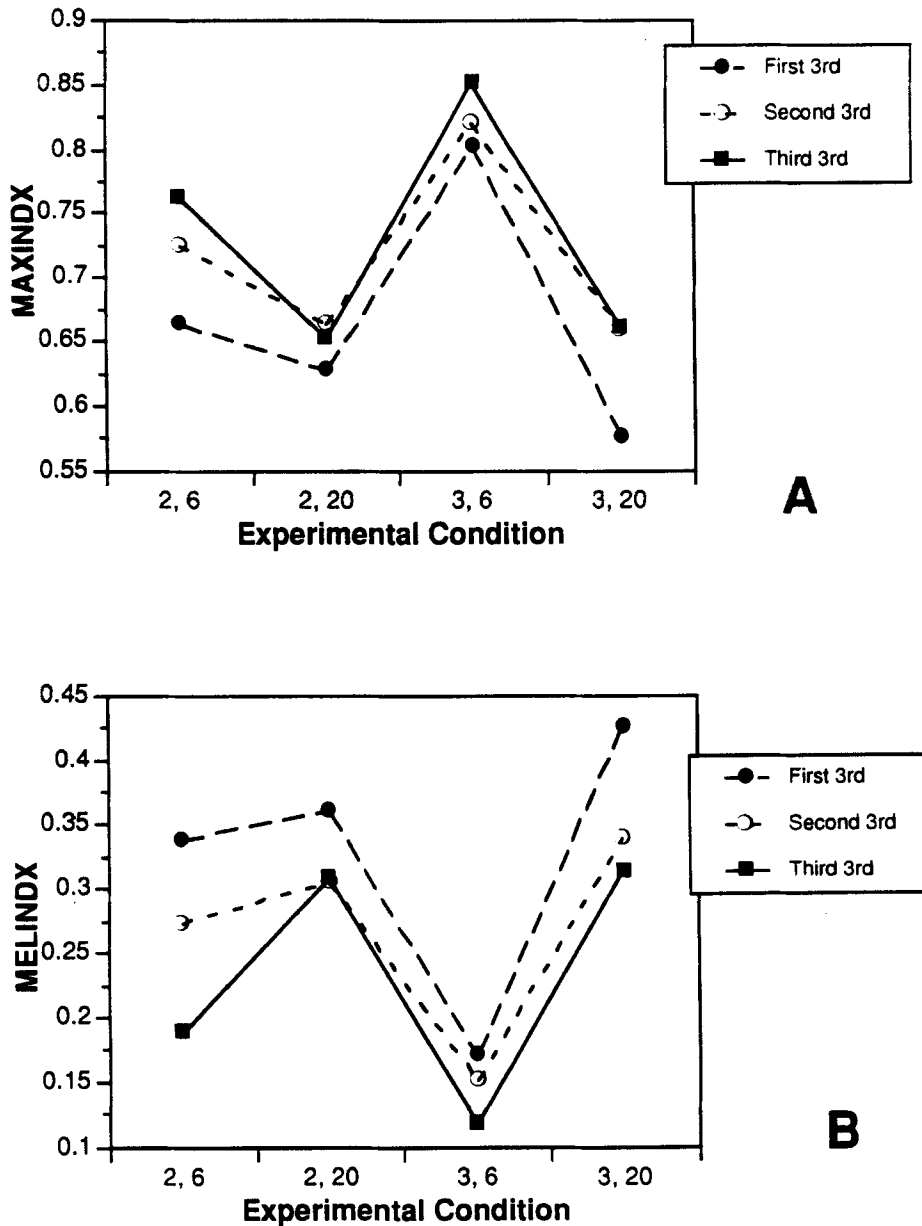 0.9
0.85
0.8
0.75
0.7
0.65
0.6
0.55
MAXINDX
2, 6
2, 20
3, 6
3, 20
Experimental Condition
First 3rd
Second 3rd
Third 3rd
A
0.45
0.4
0.35
0.3
0.25
0.2
0.15
0.1
MELINDX
2, 6
2, 20
3, 6
3, 20
Experimental Condition
First 3rd
Second 3rd
Third 3rd
B